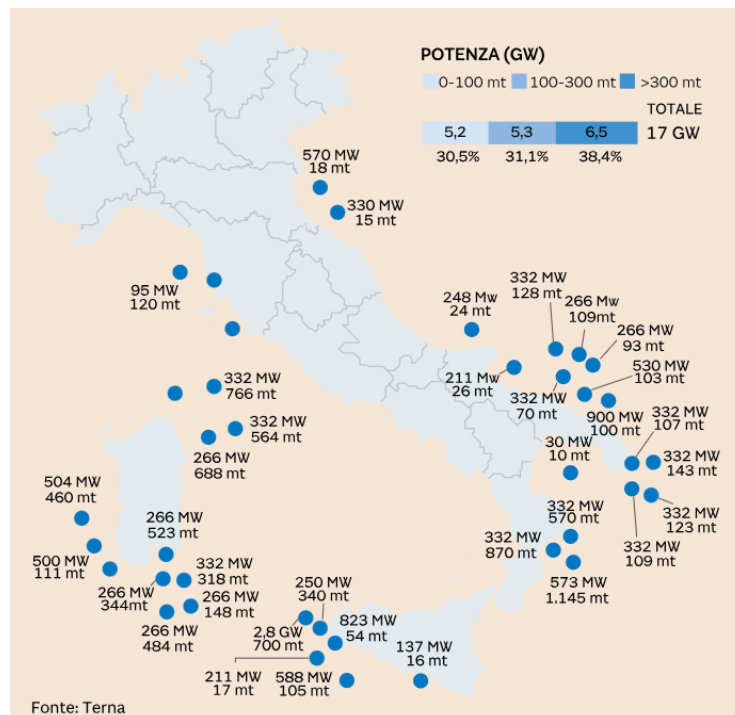 POTENZA (GW)
0-100 mt 100-300 mt >300 mt
TOTALE
5,2 5,3 6,5 17 GW
30,5% 31,1% 38,4%
570 MW
18 mt
330 MW
15 mt
95 MW
120 mt
248 Mw
24 mt
332 MW
128 mt
266 Mw
109mt
266 MW
93 mt
530 MW
103 mt
211 Mw
26 mt
332 MW
70 mt
900 MW
100 mt
332 MW
107 mt
332 MW
143 mt
332 MW
766 mt
332 MW
564 mt
266 MW
688 mt
30 MW
10 mt
332 MW
123 mt
332 MW
109 mt
504 MW
460 mt
500 MW
111 mt
266 MW
523 mt
332 MW
318 mt
266 MW
344mt
266 MW
148 mt
266 MW
484 mt
332 MW
570 mt
332 MW
870 mt
573 MW
1.145 mt
250 MW
340 mt
2,8 GW
700 mt
823 MW
54 mt
137 MW
16 mt
211 MW
17 mt
588 MW
105 mt
Fonte: Terna